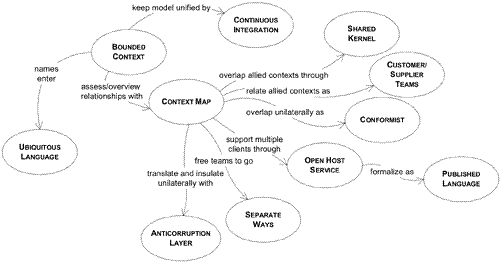 keep model unified by
CONTINUOUS
INTEGRATION
BOUNDED
CONTEXT
names
enter
assess/overview
relationships with
UBIQUITOUS
LANGUAGE
CONTEXT MAP
overlap allied contexts through
SHARED
KERNEL
relate allied contexts as
CUSTOMER/
SUPPLIER
TEAMS
overlap unilaterally as
CONFORMIST
support multiple
clients through
OPEN HOST
SERVICE
formalize as
PUBLISHED
LANGUAGE
free teams to go
SEPARATE
WAYS
translate and insulate
unilaterally with
ANTICORRUPTION
LAYER